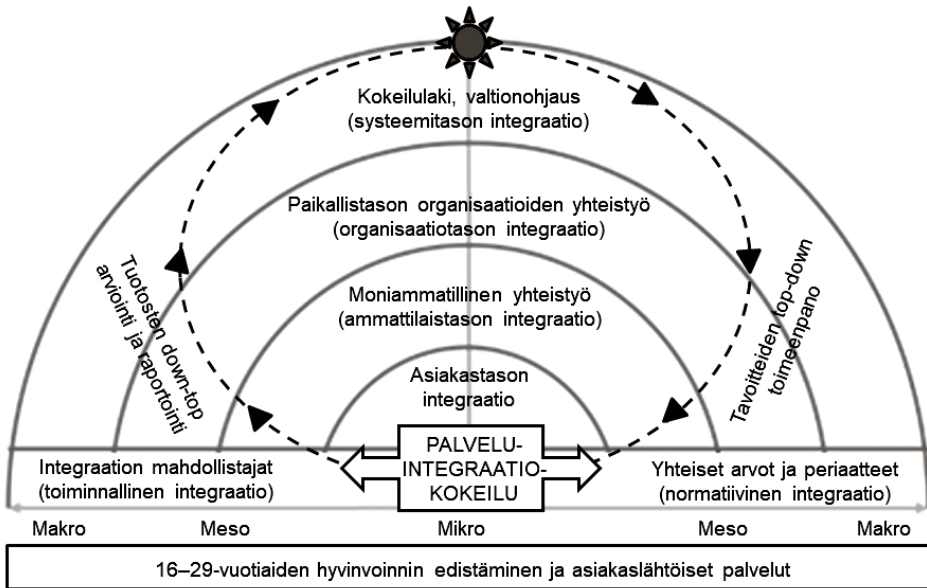 Kokeilulaki, valtionohjaus
(systeemitason integraatio)
Paikallistason organisaatioiden yhteistyö
(organisaatiotason integraatio)
Tuotosten down-top
arviointi ja raportointi
Tavoitteiden top-down
toimeenpano
Moniammatillinen yhteistyö
(ammattilaistason integraatio)
Asiakastason
integraatio
PALVELU-
INTEGRAATIO-
KOKEILU
Integraation mahdollistajat
(toiminnallinen integraatio)
Yhteiset arvot ja periaatteet
(normatiivinen integraatio)
Makro Meso Mikro Meso Makro
16–29-vuotiaiden hyvinvoinnin edistäminen ja asiakaslähtöiset palvelut